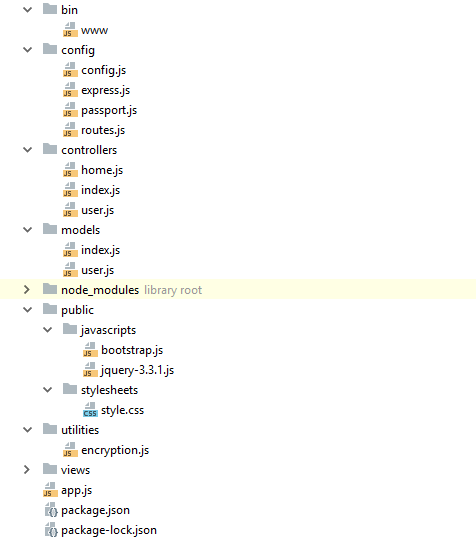 bin
www
config
config.js
express.js
passport.js
routes.js
controllers
home.js
index.js
user.js
models
index.js
user.js
node_modules library root
public
javascripts
bootstrap.js
jquery-3.3.1.js
stylesheets
style.css
utilities
encryption.js
views
app.js
package.json
package-lock.json